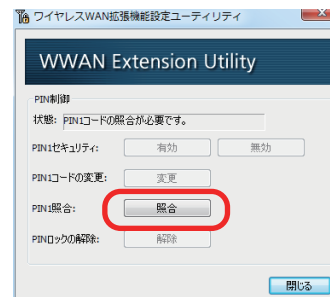 ワイヤレスWAN拡張機能設定ユーティリティ
WWAN Extension Utility
PIN制御
状態: PIN1コードの照合が必要です。
PIN1セキュリティ: 有効 無効
PIN1コードの変更: 変更
PIN1照合: 照合
PINロックの解除: 解除
閉じる